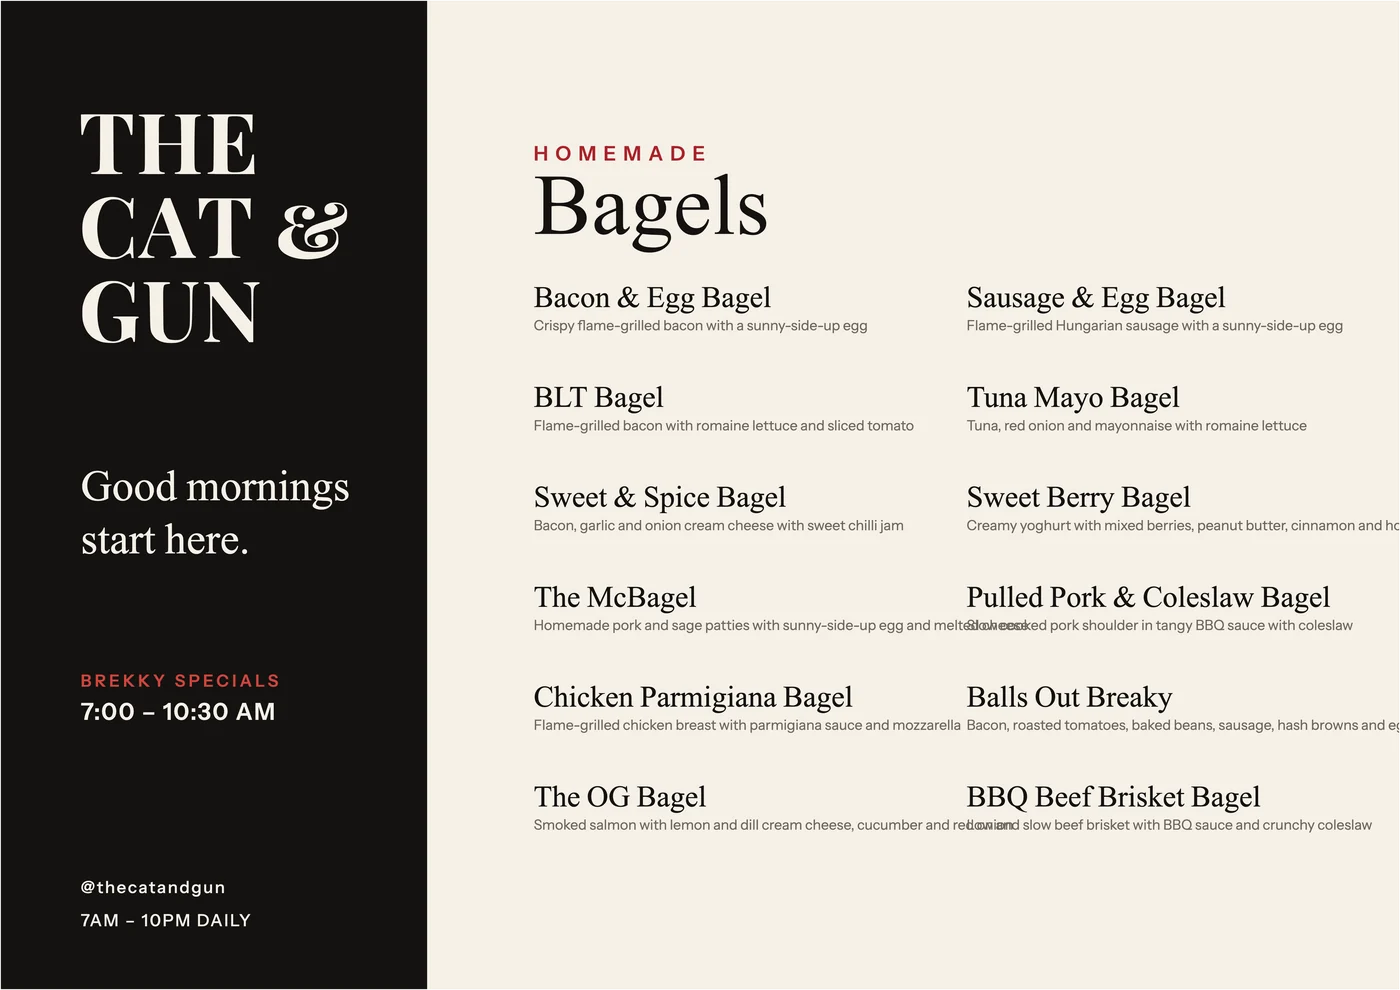 THE
CAT &
GUN
Good mornings
start here.
BREKKY SPECIALS
7:00 – 10:30 AM
@thecatandgun
7AM – 10PM DAILY
HOMEMADE
Bagels
Bacon & Egg Bagel
Crispy flame-grilled bacon with a sunny-side-up egg
BLT Bagel
Flame-grilled bacon with romaine lettuce and sliced tomato
Sweet & Spice Bagel
Bacon, garlic and onion cream cheese with sweet chilli jam
The McBagel
Homemade pork and sage patties with sunny-side-up egg and melted cheese
Chicken Parmigiana Bagel
Flame-grilled chicken breast with parmigiana sauce and mozzarella
The OG Bagel
Smoked salmon with lemon and dill cream cheese, cucumber and red onion
Sausage & Egg Bagel
Flame-grilled Hungarian sausage with a sunny-side-up egg
Tuna Mayo Bagel
Tuna, red onion and mayonnaise with romaine lettuce
Sweet Berry Bagel
Creamy yoghurt with mixed berries, peanut butter, cinnamon and
Pulled Pork & Coleslaw Bagel
Slow cooked pork shoulder in tangy BBQ sauce with coleslaw
Balls Out Breaky
Bacon, roasted tomatoes, baked beans, sausage, hash browns and
BBQ Beef Brisket Bagel
Low and slow beef brisket with BBQ sauce and crunchy coleslaw